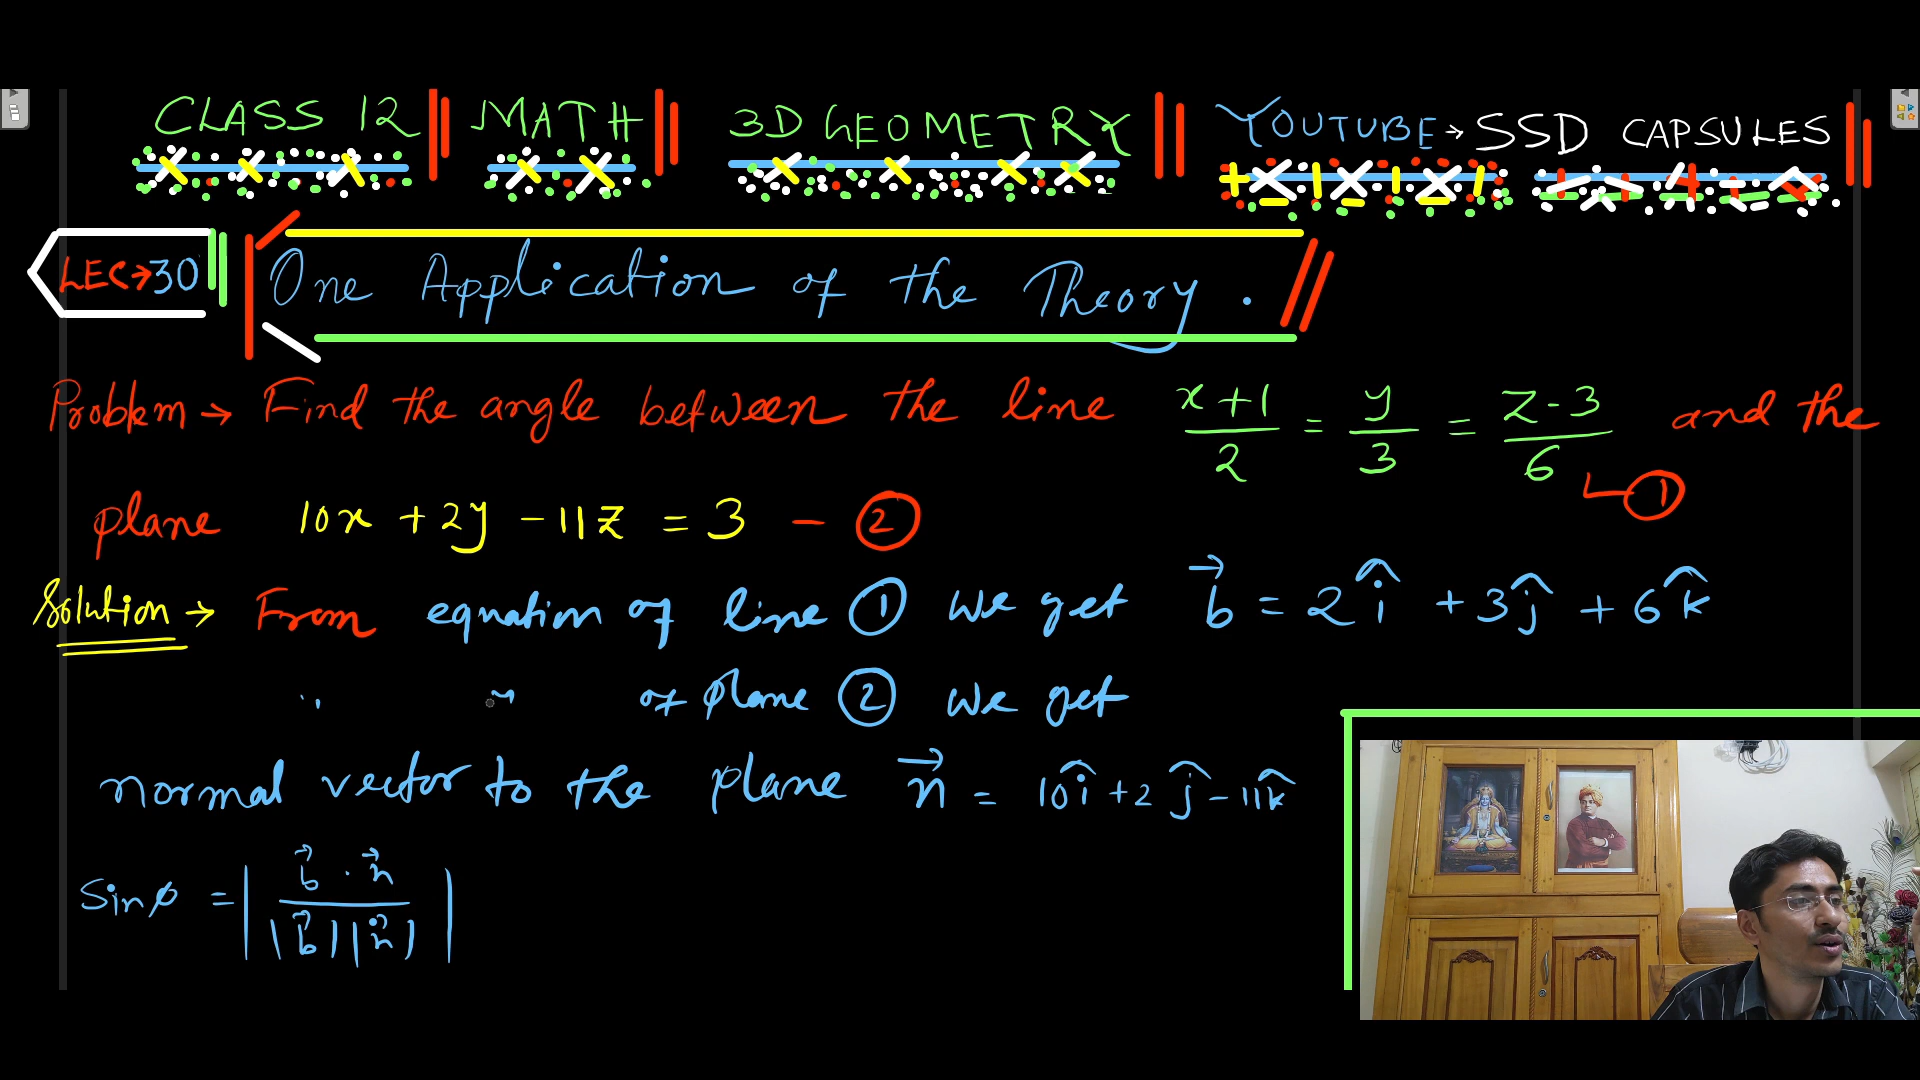 CLASS 12 || MATH || 3D GEOMETRY || YOUTUBE → SSD CAPSULES ||
LEC→30 || One Application of the Theory . //
Problem → Find the angle between the line (x+1)/2 = y/3 = (z-3)/6 ① and the
plane 10x + 2y - 11z = 3 - ②
Solution → From equation of line ① we get b⃗ = 2î + 3ĵ + 6k̂
" " of plane ② we get
normal vector to the plane n⃗ = 10î + 2ĵ - 11k̂
Sin φ = | b⃗ . n⃗ / |b⃗| |n⃗| |